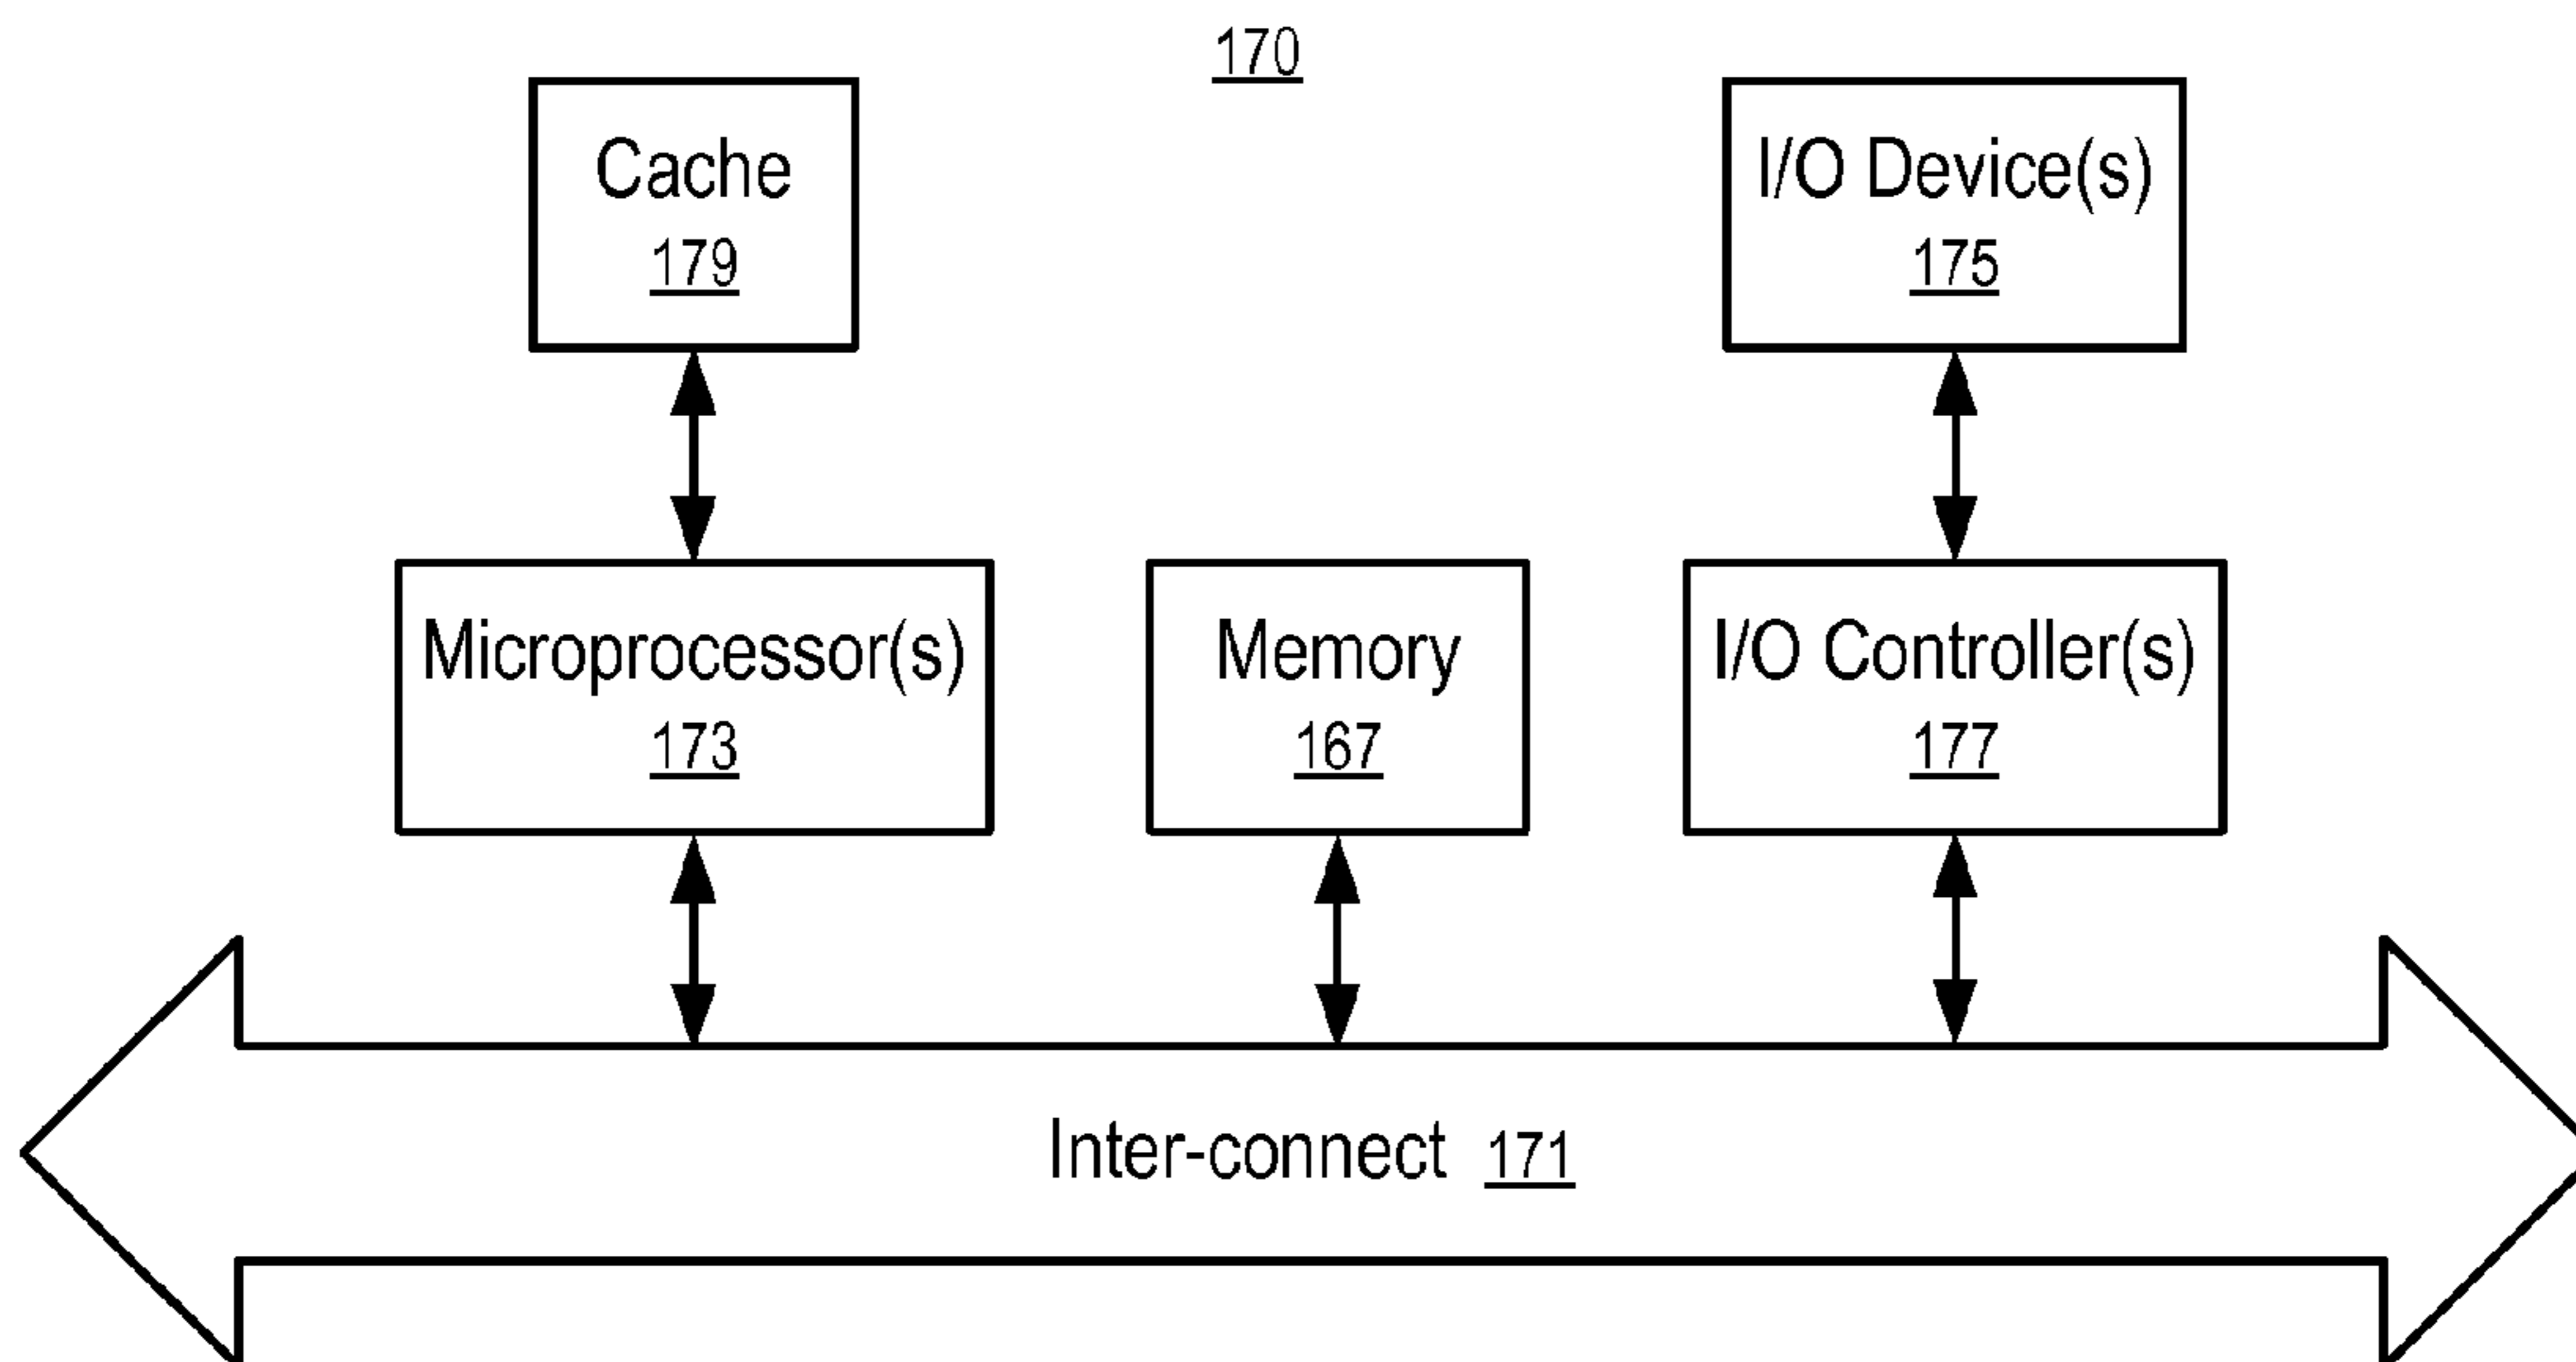 170
Cache
179
I/O Device(s)
175
Microprocessor(s)
173
Memory
167
I/O Controller(s)
177
Inter-connect 171